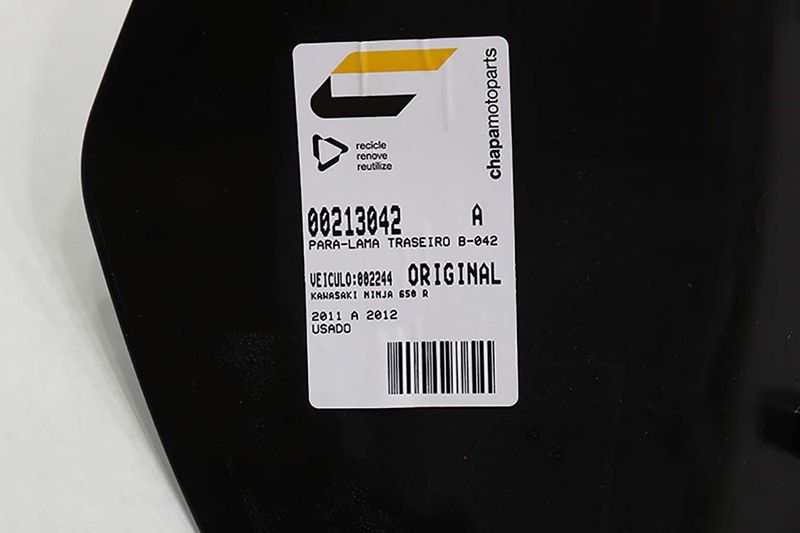 chapamotoparts
recicle
renove
reutilize
00213042 A
PARA-LAMA TRASEIRO B-042
VEICULO:002244 ORIGINAL
KAWASAKI NINJA 650 R
2011 A 2012
USADO